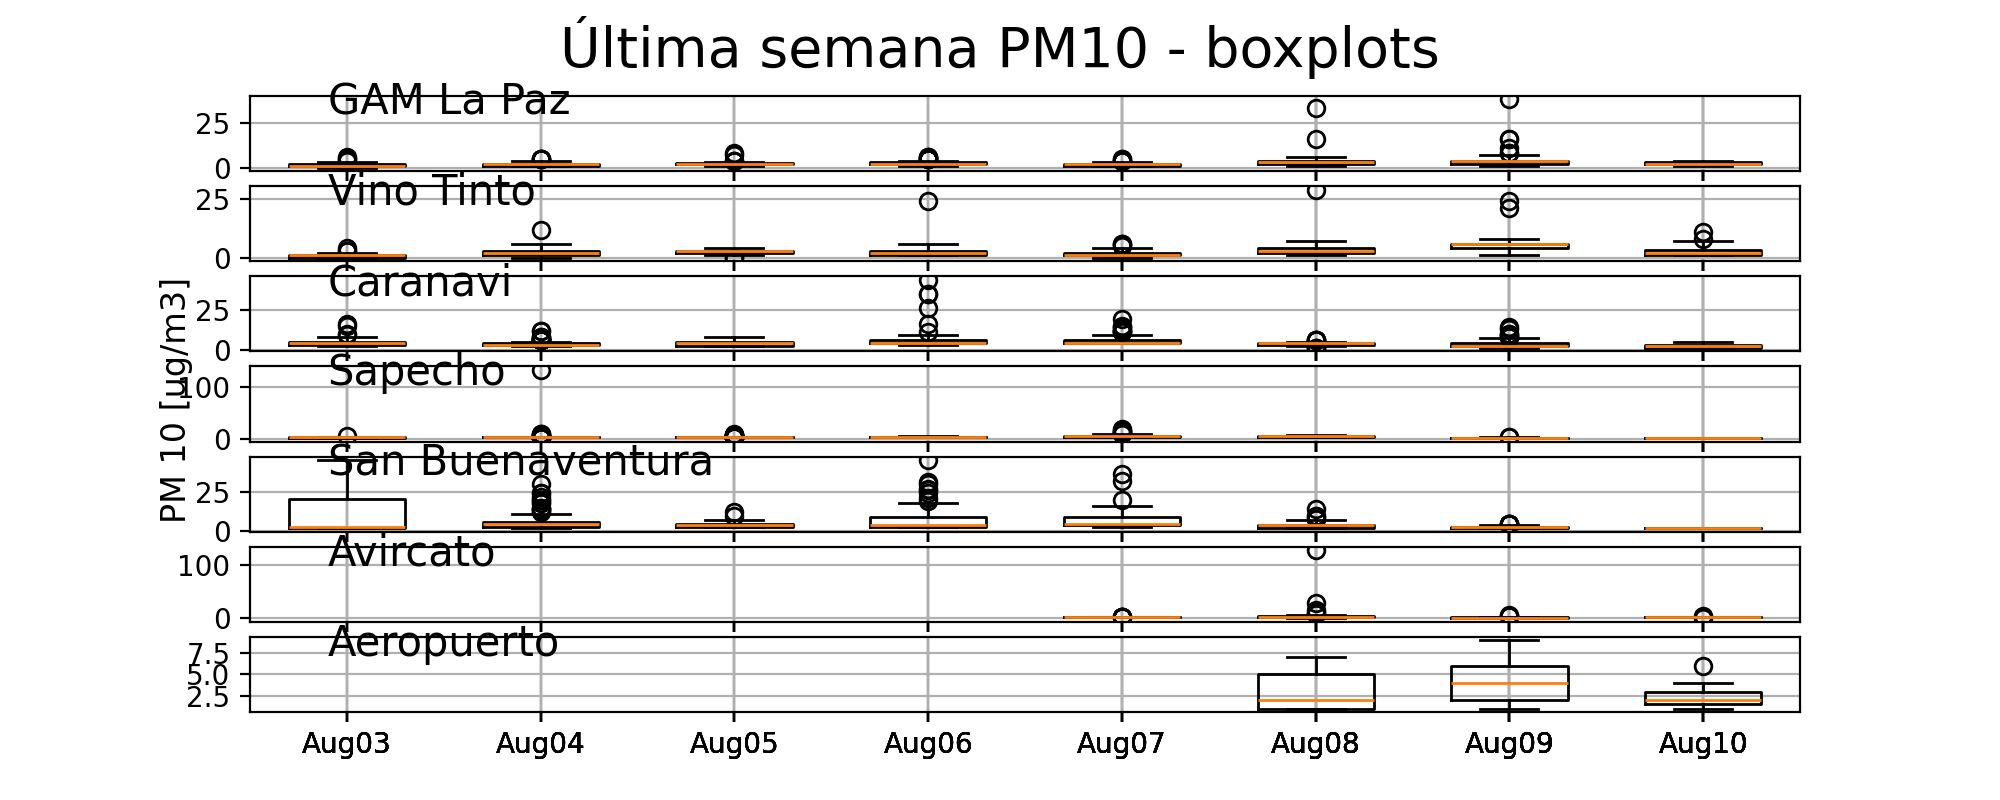 Última semana PM10 - boxplots
GAM La Paz
25
0
Vino Tinto
25
0
Caranavi
25
0
Sapecho
100
0
San Buenaventura
25
0
Avircato
100
0
Aeropuerto
7.5
5.0
2.5
PM 10 [µg/m3]
Aug03 Aug04 Aug05 Aug06 Aug07 Aug08 Aug09 Aug10